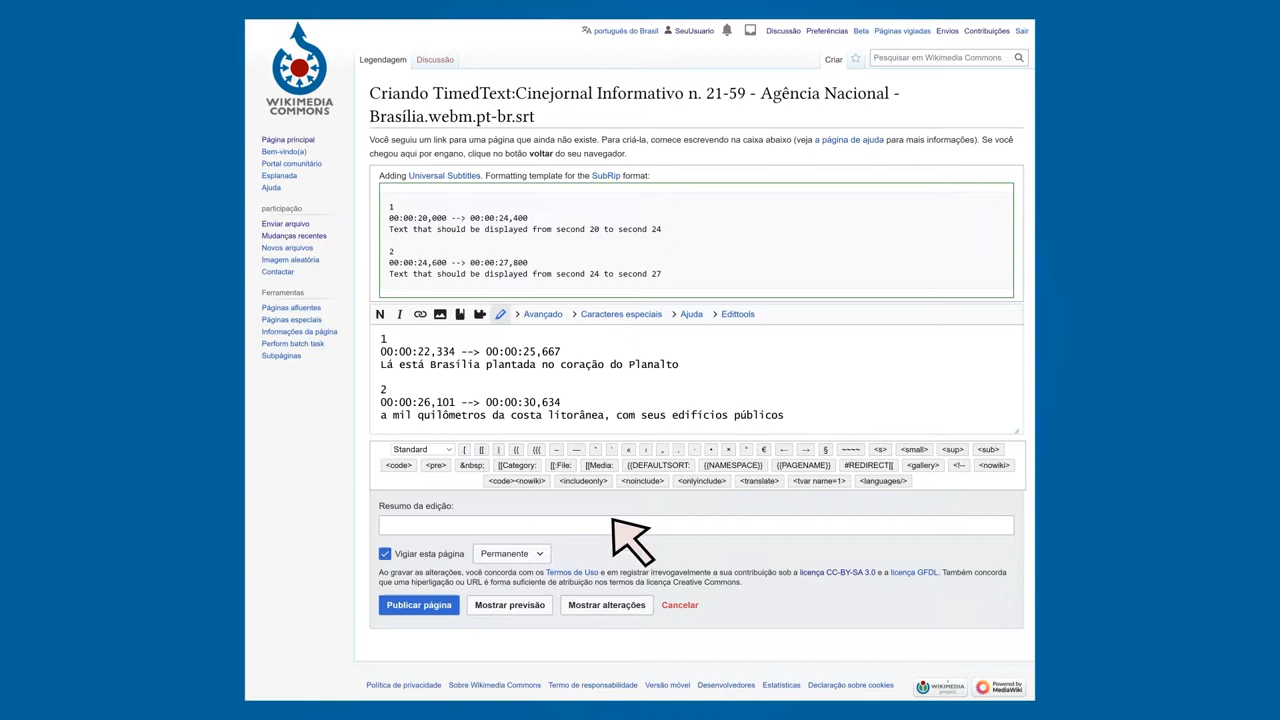 português do Brasil SeuUsuario Discussão Preferências Beta Páginas vigiadas Envios Contribuições Sair
Legendagem Discussão Criar Pesquisar em Wikimedia Commons
WIKIMEDIA
COMMONS
Página principal
Bem-vindo(a)
Portal comunitário
Esplanada
Ajuda
participação
Enviar arquivo
Mudanças recentes
Novos arquivos
Imagem aleatória
Contactar
Ferramentas
Páginas afluentes
Páginas especiais
Informações da página
Perform batch task
Subpáginas
Criando TimedText:Cinejornal Informativo n. 21-59 - Agência Nacional -
Brasília.webm.pt-br.srt
Você seguiu um link para uma página que ainda não existe. Para criá-la, comece escrevendo na caixa abaixo (veja a página de ajuda para mais informações). Se você
chegou aqui por engano, clique no botão voltar do seu navegador.
Adding Universal Subtitles. Formatting template for the SubRip format:
1
00:00:20,000 --> 00:00:24,400
Text that should be displayed from second 20 to second 24
2
00:00:24,600 --> 00:00:27,800
Text that should be displayed from second 24 to second 27
N I Avançado Caracteres especiais Ajuda Edittools
1
00:00:22,334 --> 00:00:25,667
Lá está Brasília plantada no coração do Planalto
2
00:00:26,101 --> 00:00:30,634
a mil quilômetros da costa litorânea, com seus edifícios públicos
Standard [ [[ | {{ {{{ – — “ ‘ « ‹ „ ‚ · • × ° € ← → § ~~~~ <s> <small> <sup> <sub>
<code> <pre> &nbsp; [[Category: [[:File: [[Media: {{DEFAULTSORT: {{NAMESPACE}} {{PAGENAME}} #REDIRECT[[ <gallery> <!-- <nowiki>
<code><nowiki> <includeonly> <noinclude> <onlyinclude> <translate> <tvar name=1> <languages/>
Resumo da edição:
Vigiar esta página Permanente
Ao gravar as alterações, você concorda com os Termos de Uso e em registrar irrevogavelmente a sua contribuição sob a licença CC-BY-SA 3.0 e a licença GFDL. Também concorda
que uma hiperligação ou URL é forma suficiente de atribuição nos termos da licença Creative Commons.
Publicar página Mostrar previsão Mostrar alterações Cancelar
Política de privacidade Sobre Wikimedia Commons Termo de responsabilidade Versão móvel Desenvolvedores Estatísticas Declaração sobre cookies
WIKIMEDIA
Powered by
MediaWiki